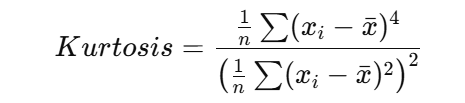 Kurtosis = \frac{\frac{1}{n} \sum (x_i - \bar{x})^4}{\left(\frac{1}{n} \sum (x_i - \bar{x})^2\right)^2}